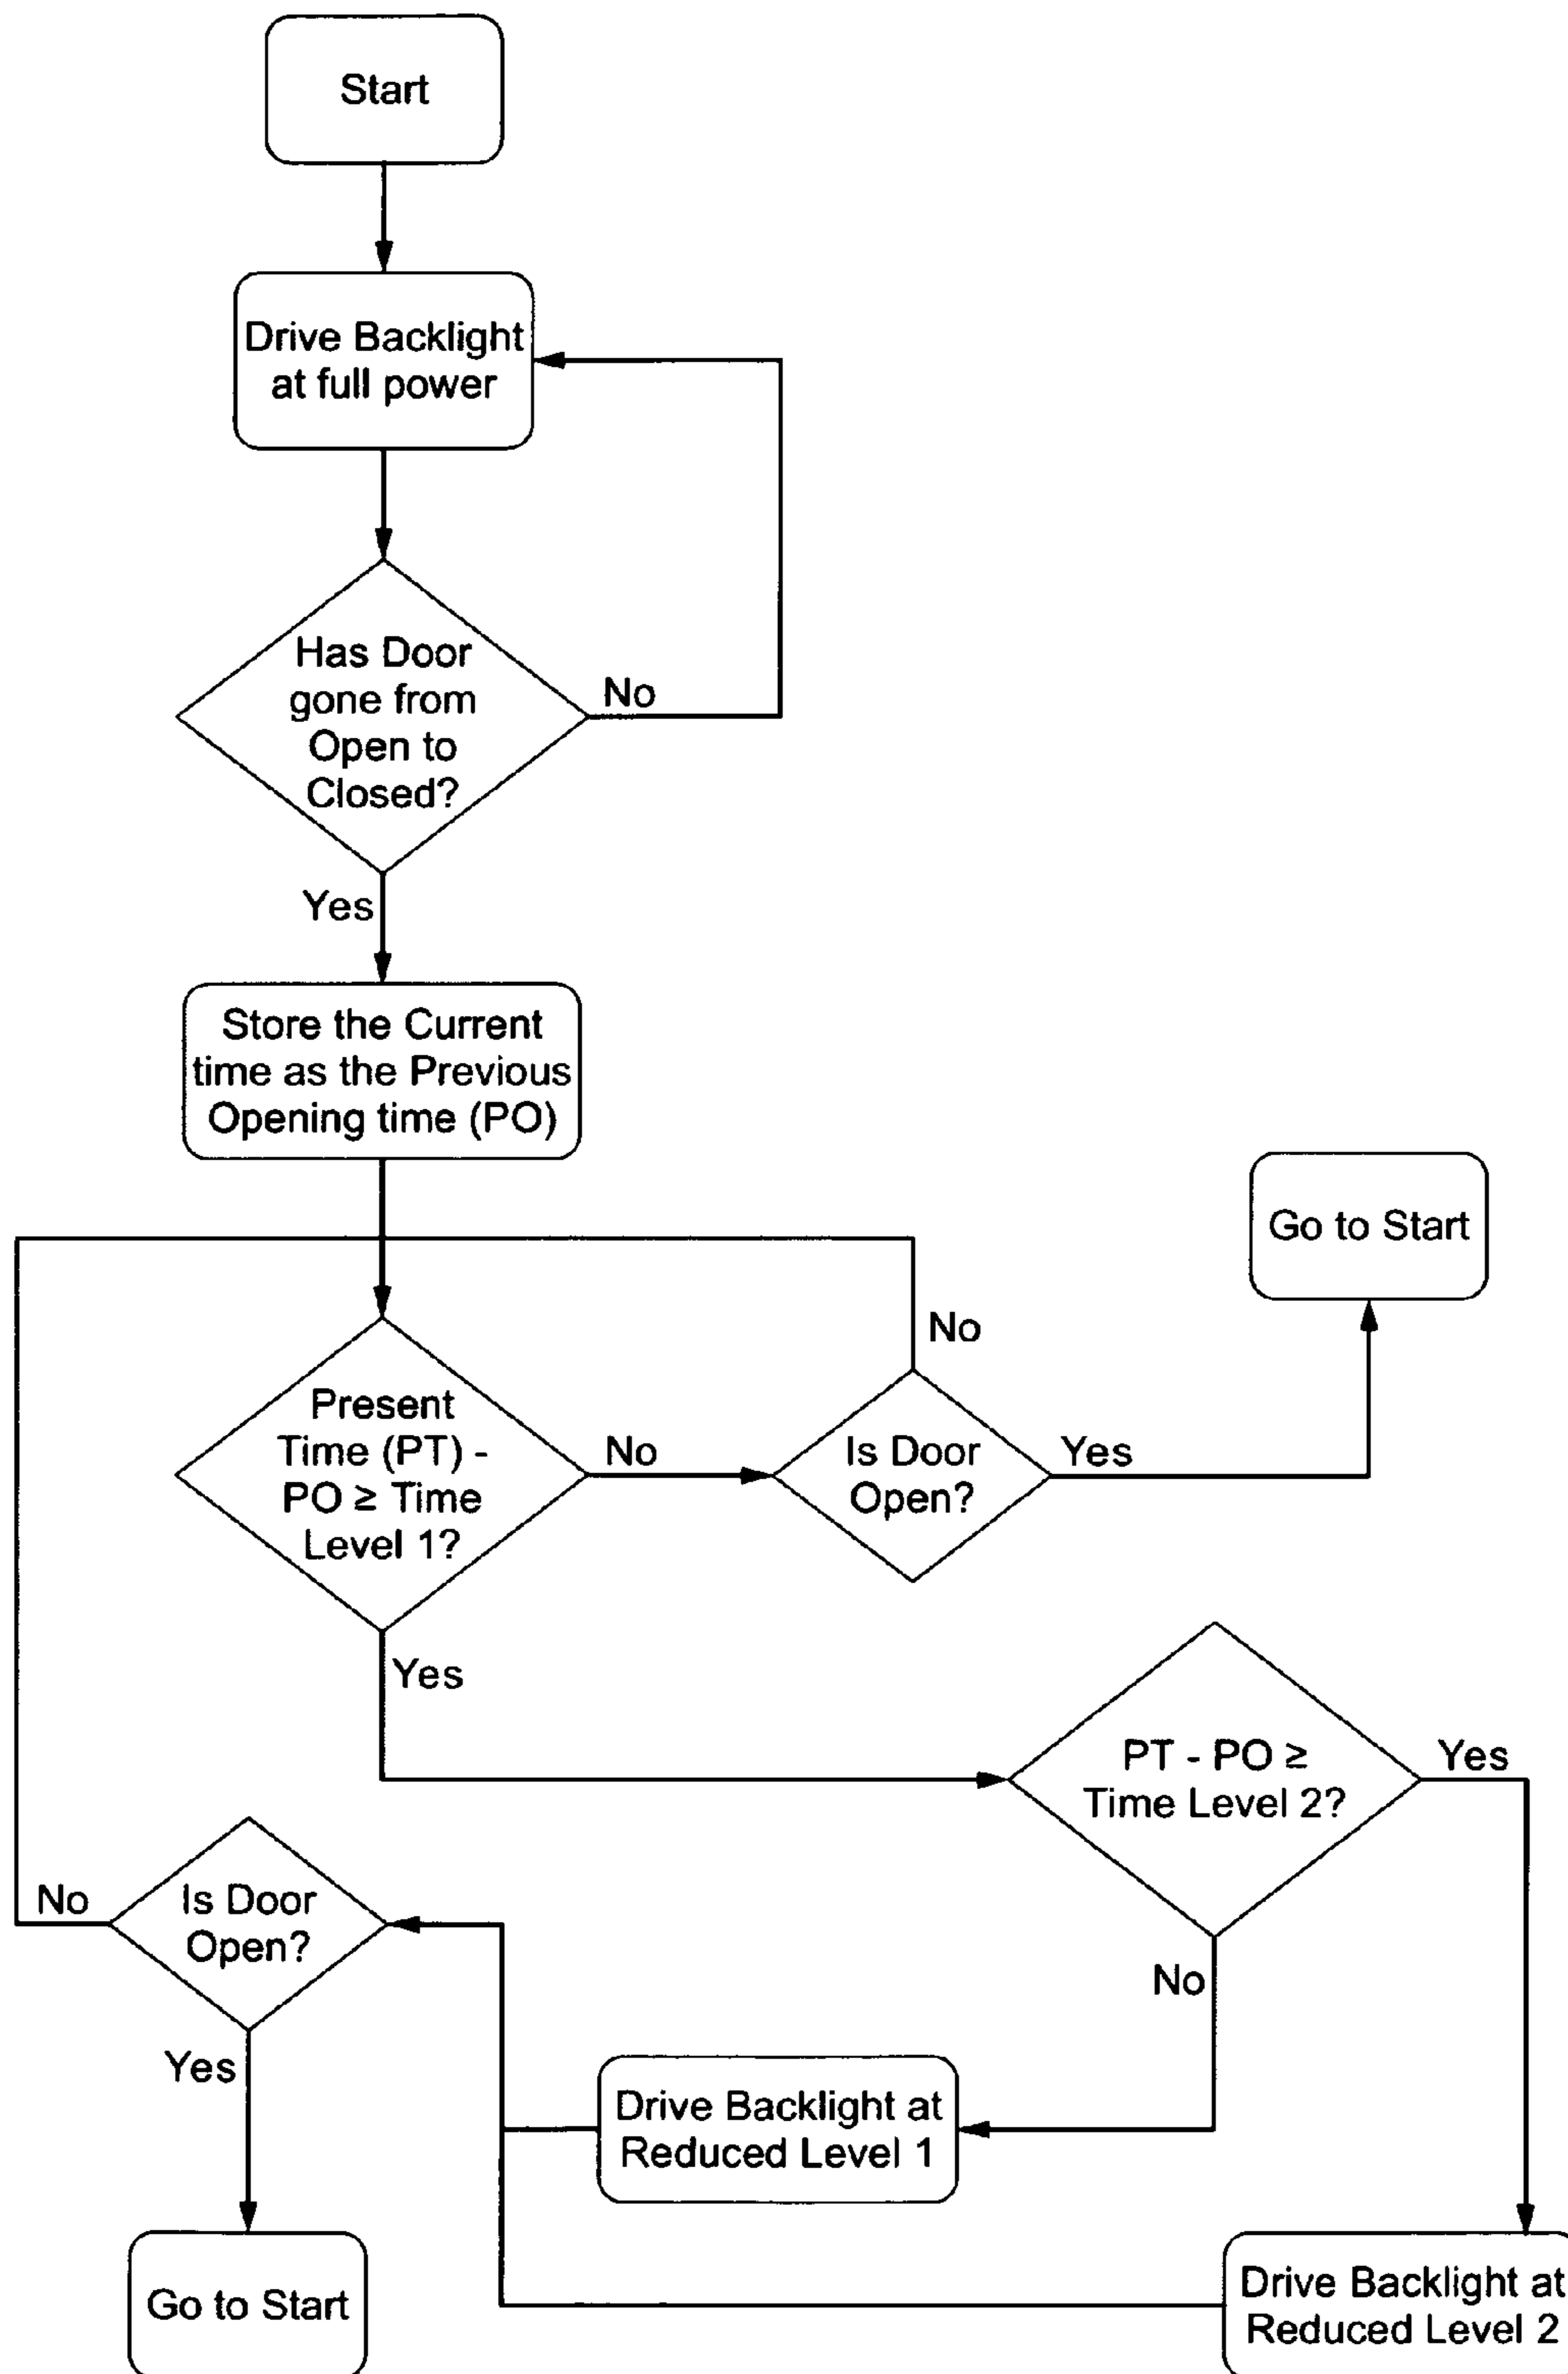 Start
Drive Backlight
at full power
Has Door
gone from
Open to
Closed?
No
Yes
Store the Current
time as the Previous
Opening time (PO)
Go to Start
No
Present
Time (PT) -
PO ≥ Time
Level 1?
No
Is Door
Open?
Yes
Yes
PT - PO ≥
Time Level 2?
Yes
No
Is Door
Open?
No
Yes
Drive Backlight at
Reduced Level 1
Go to Start
Drive Backlight at
Reduced Level 2